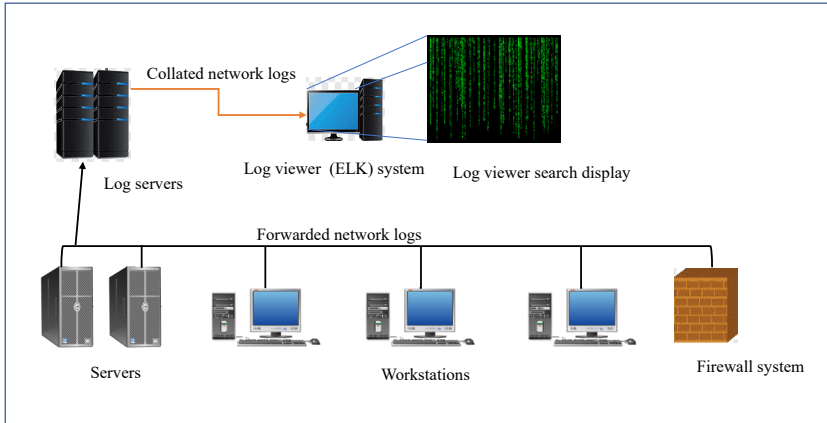 Collated network logs
Log servers
Log viewer (ELK) system
Log viewer search display
Forwarded network logs
Servers
Workstations
Firewall system